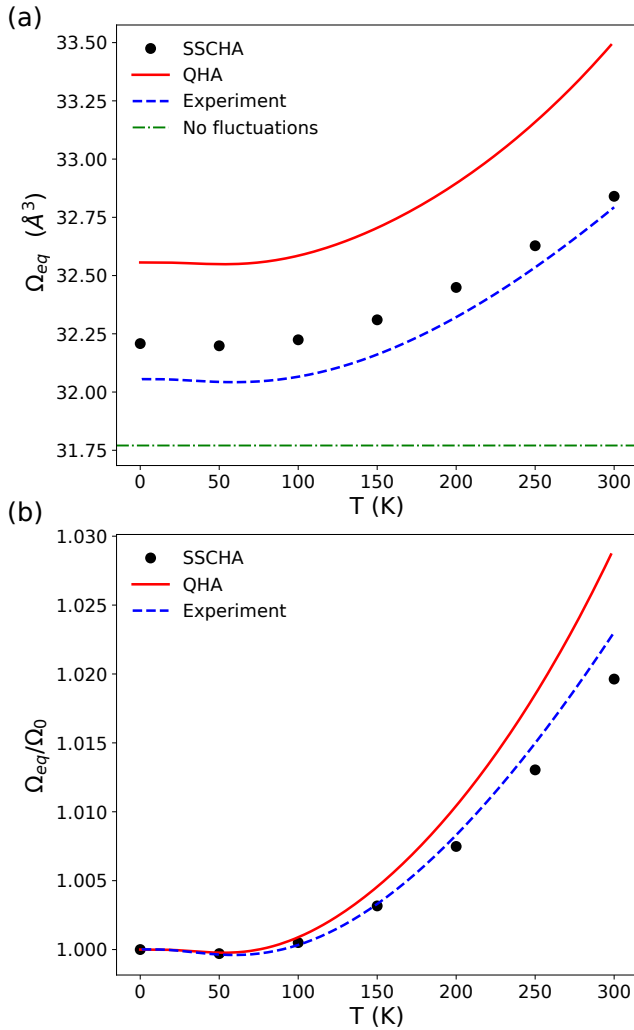 (a)
33.50
33.25
33.00
32.75
32.50
32.25
32.00
31.75
Ω_eq (Å³)
SSCHA
QHA
Experiment
No fluctuations
0 50 100 150 200 250 300
T (K)
(b)
1.030
1.025
1.020
1.015
1.010
1.005
1.000
Ω_eq/Ω_0
SSCHA
QHA
Experiment
0 50 100 150 200 250 300
T (K)